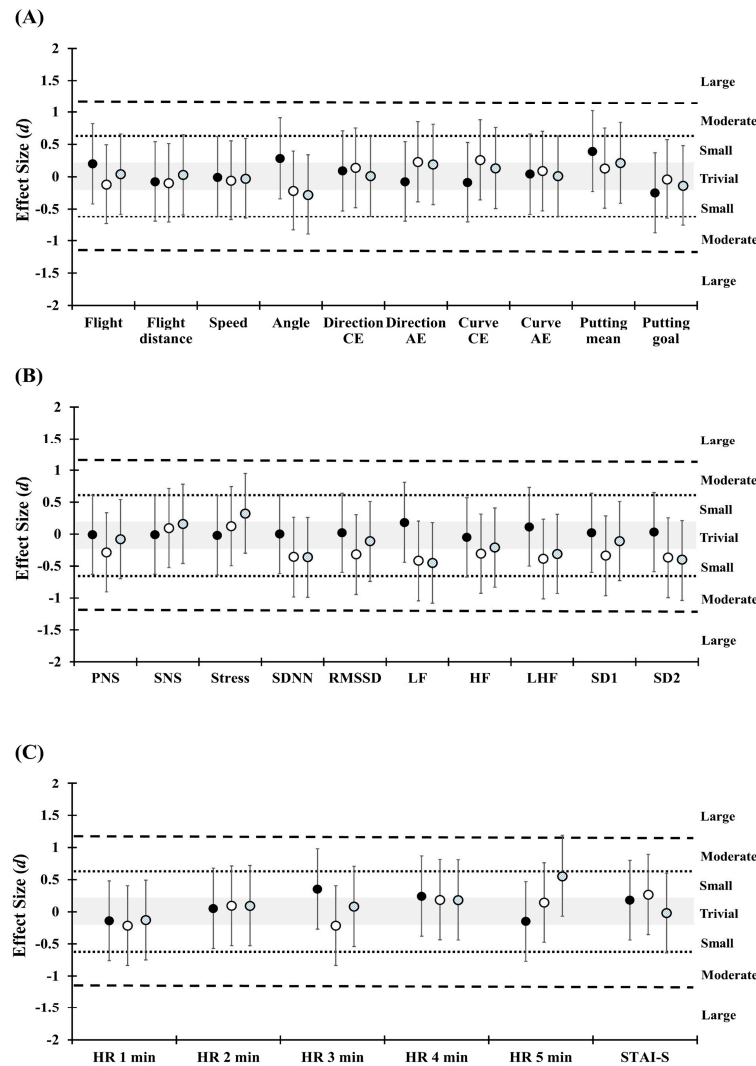 (A)
2
1.5
1
0.5
0
-0.5
-1
-1.5
-2
Effect Size (d)
Large
Moderate
Small
Trivial
Small
Moderate
Large
Flight Flight Speed Angle Direction Direction Curve Curve Putting Putting
distance CE AE CE AE mean goal
(B)
2
1.5
1
0.5
0
-0.5
-1
-1.5
-2
Effect Size (d)
Large
Moderate
Small
Trivial
Small
Moderate
Large
PNS SNS Stress SDNN RMSSD LF HF LHF SD1 SD2
(C)
2
1.5
1
0.5
0
-0.5
-1
-1.5
-2
Effect Size (d)
Large
Moderate
Small
Trivial
Small
Moderate
Large
HR 1 min HR 2 min HR 3 min HR 4 min HR 5 min STAI-S